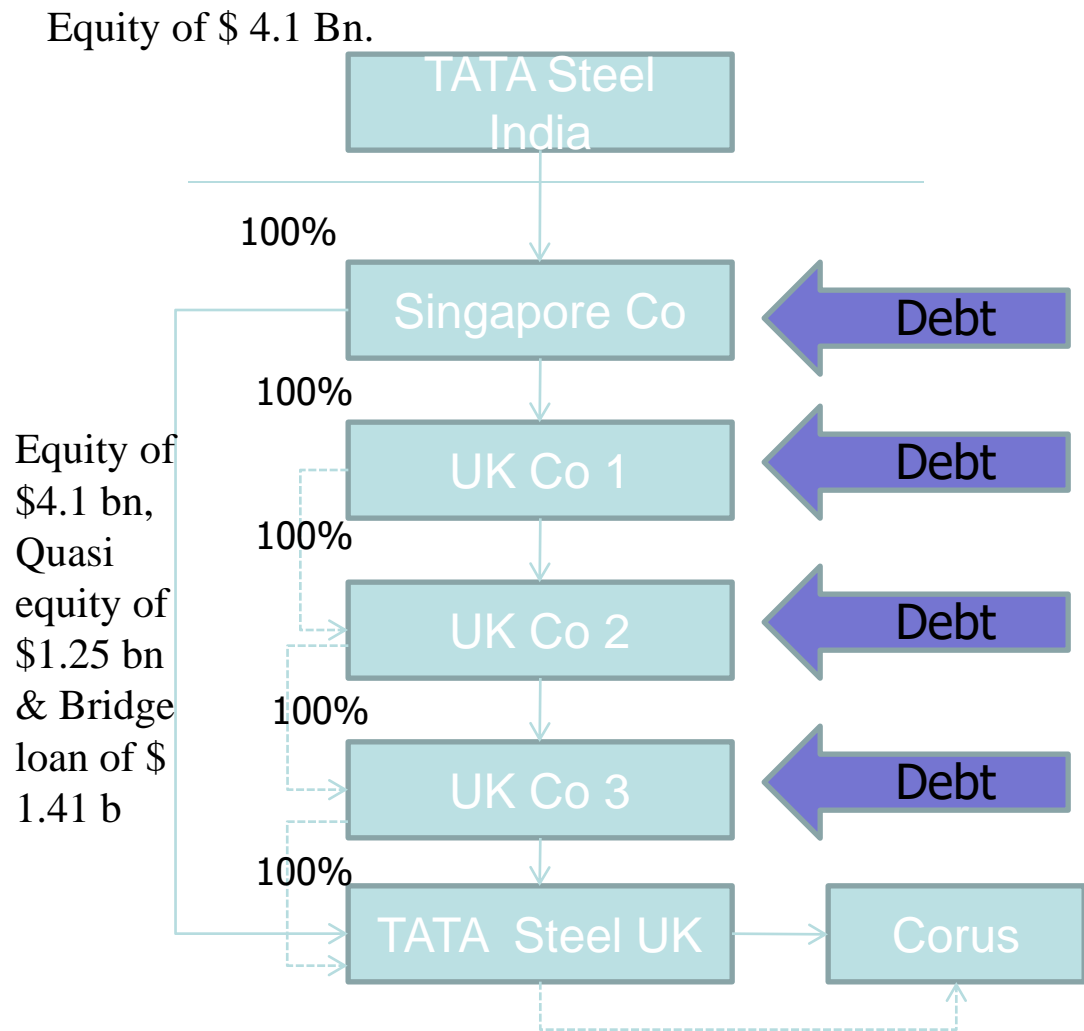 Equity of $ 4.1 Bn.
TATA Steel
India
100%
Singapore Co
Debt
100%
UK Co 1
Debt
Equity of
$4.1 bn,
Quasi
equity of
$1.25 bn
& Bridge
loan of $
1.41 b
100%
UK Co 2
Debt
100%
UK Co 3
Debt
100%
TATA Steel UK
Corus